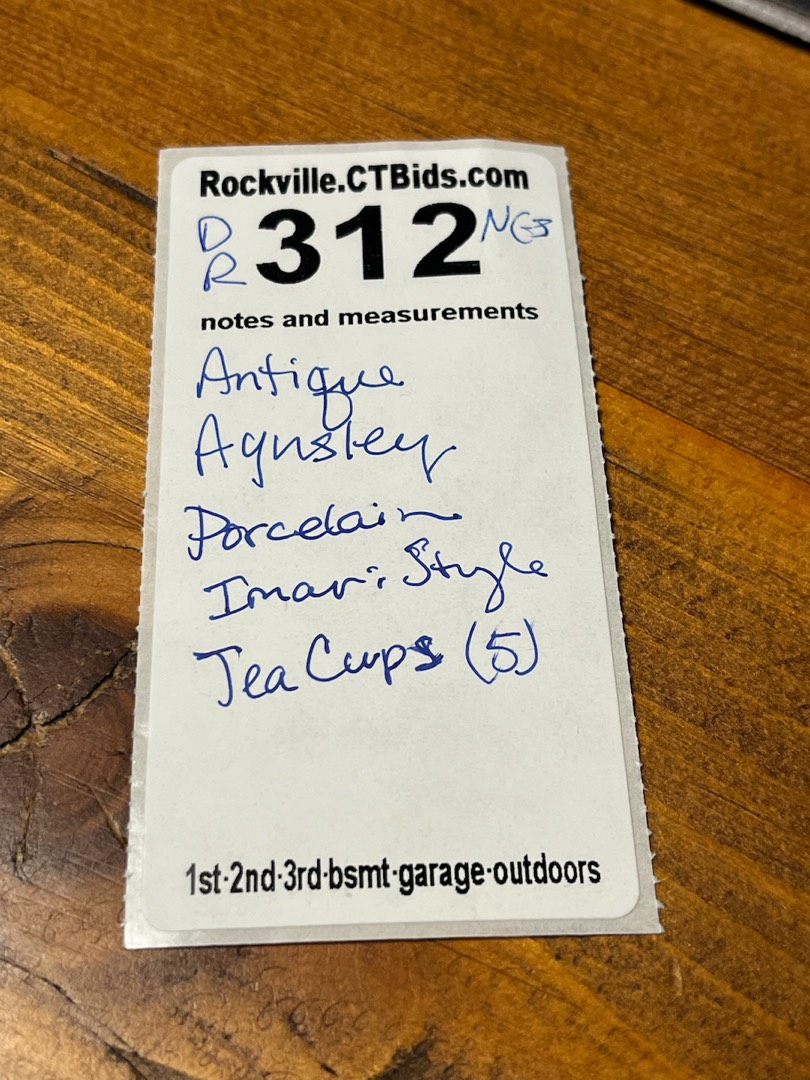 Rockville.CTBids.com
D R 312
notes and measurements
Antique
Aynsley
Porcelain
Imari Style
Tea Cups (5)
1st·2nd·3rd·bsmt·garage·outdoors